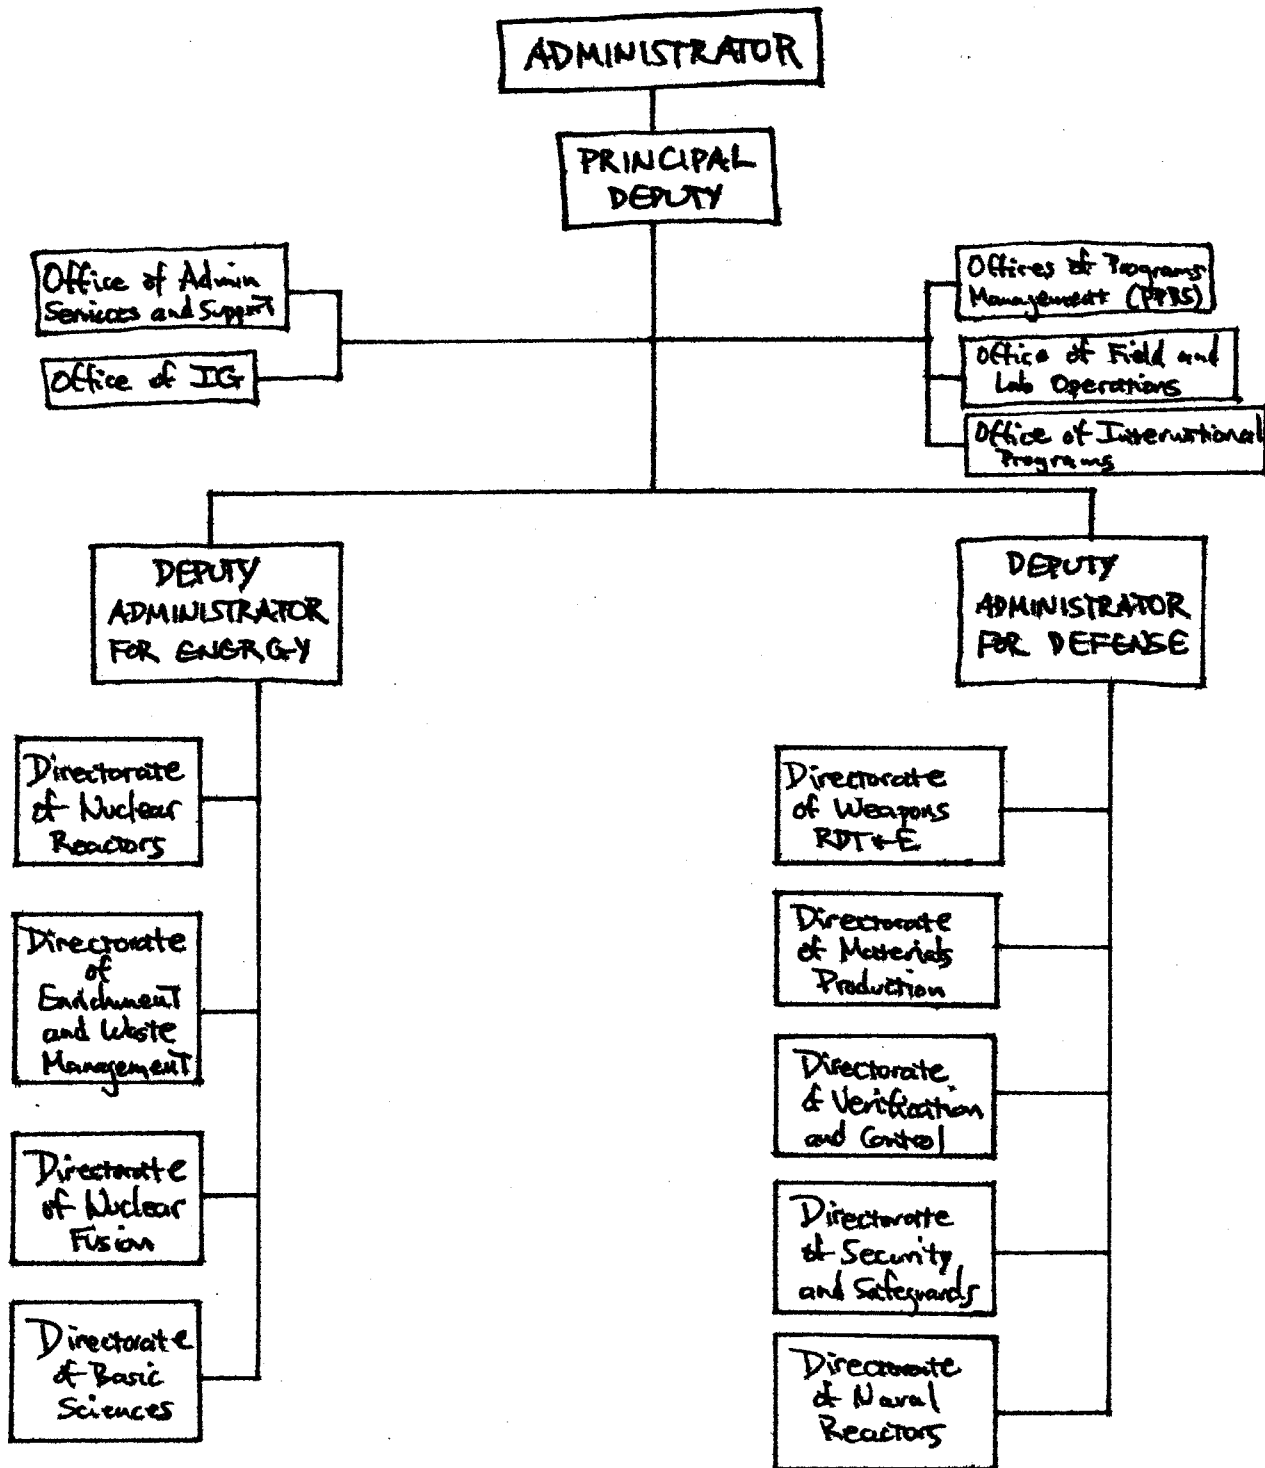 ADMINISTRATOR
PRINCIPAL
DEPUTY
Office of Admin
Services and Support
Office of IG
Offices of Programs
Management (PPBS)
Office of Field and
Lab Operations
Office of International
Programs
DEPUTY
ADMINISTRATOR
FOR ENERGY
DEPUTY
ADMINISTRATOR
FOR DEFENSE
Directorate
of Nuclear
Reactors
Directorate
of
Enrichment
and Waste
Management
Directorate
of Nuclear
Fusion
Directorate
of Basic
Sciences
Directorate
of Weapons
RDT+E
Directorate
of Materials
Production
Directorate
of Verification
and Control
Directorate
of Security
and Safeguards
Directorate
of Naval
Reactors